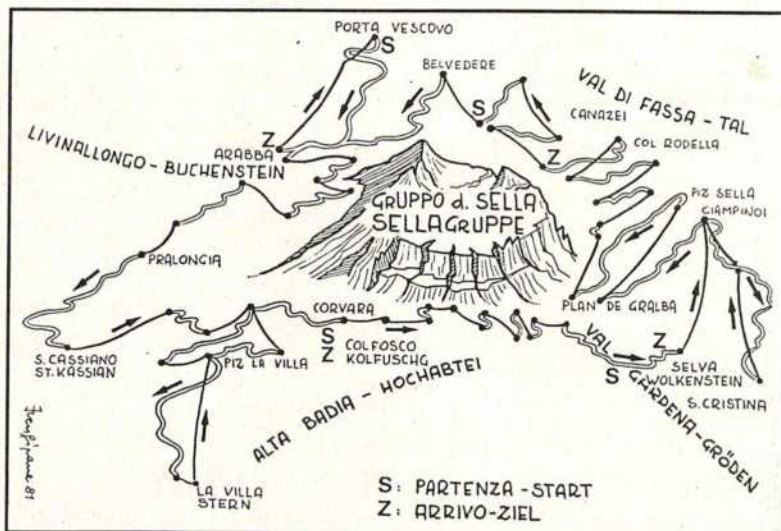 PORTA VESCOVO
S
BELVEDERE
VAL DI FASSA - TAL
S
CANAZEI
Z
Z
COL RODELLA
ARABBA
LIVINALLONGO - BUCHENSTEIN
GRUPPO d. SELLA
SELLAGRUPPE
PIZ SELLA
CIAMPINOI
PRALONGIA
PLAN DE GRALBA
CORVARA
S
Z
COLFOSCO
KOLFUSCHG
S. CASSIANO
ST. KASSIAN
PIZ LA VILLA
VAL GARDENA - GRÖDEN
S
Z
SELVA
WOLKENSTEIN
S. CRISTINA
ALTA BADIA - HOCHABTEI
LA VILLA
STERN
S: PARTENZA - START
Z: ARRIVO - ZIEL